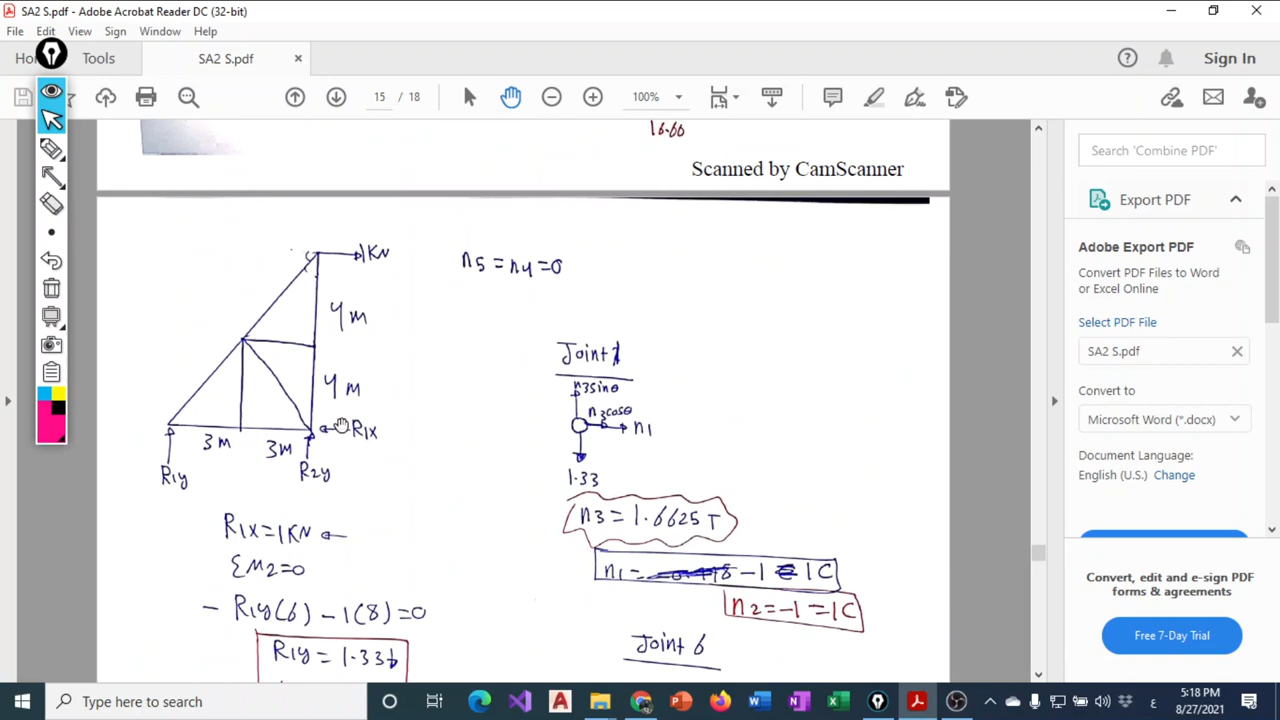 SA2 S.pdf - Adobe Acrobat Reader DC (32-bit)
File Edit View Sign Window Help
Tools
SA2 S.pdf
Sign In
15 / 18
100%
16.66
Scanned by CamScanner
1KN
n5 = n4 = 0
4 m
Joint 1
n3sinθ
4 m
n3cosθ
n1
R1x
3m
3m
R1y
R2y
1.33
n3 = 1.6625 T
R1x = 1KN ←
ΣM2 = 0
n1 = -1 = 1C
n2 = -1 = 1C
- R1y(6) - 1(8) = 0
Joint 6
R1y = 1.33↓
Search 'Combine PDF'
Export PDF
Adobe Export PDF
Convert PDF Files to Word
or Excel Online
Select PDF File
SA2 S.pdf
Convert to
Microsoft Word (*.docx)
Document Language:
English (U.S.) Change
Create, edit and e-sign PDF
forms & agreements
Free 7-Day Trial
Type here to search
5:18 PM
8/27/2021
ع